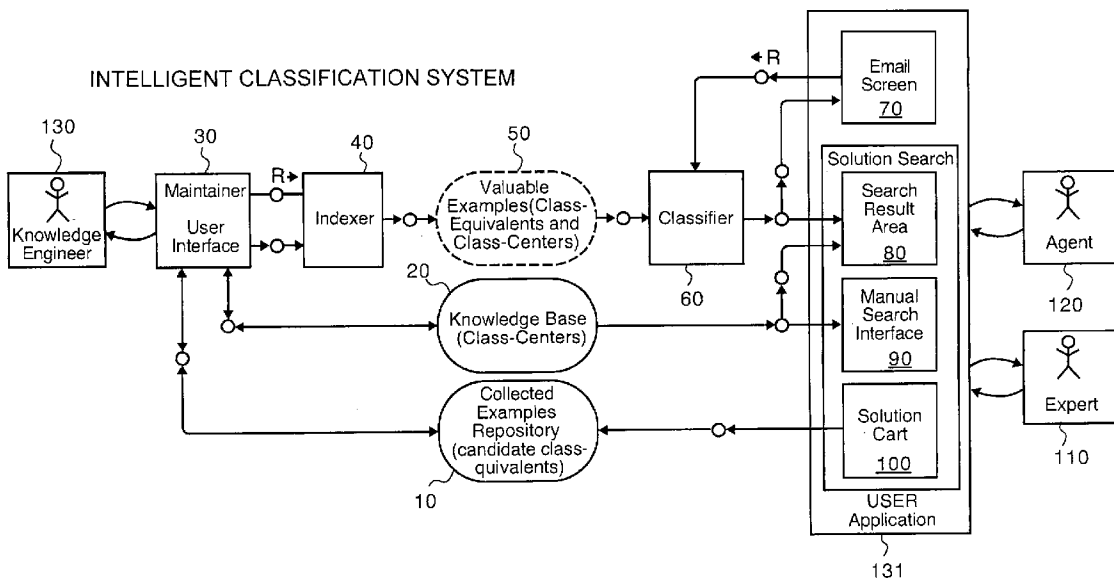 INTELLIGENT CLASSIFICATION SYSTEM
130
Knowledge
Engineer
30
Maintainer
User
Interface
R
40
Indexer
50
Valuable
Examples(Class-
Equivalents and
Class-Centers)
R
Classifier
60
20
Knowledge Base
(Class-Centers)
Collected
Examples
Repository
(candidate class-
quivalents)
10
Email
Screen
70
Solution Search
Search
Result
Area
80
Manual
Search
Interface
90
Solution
Cart
100
USER
Application
131
Agent
120
Expert
110